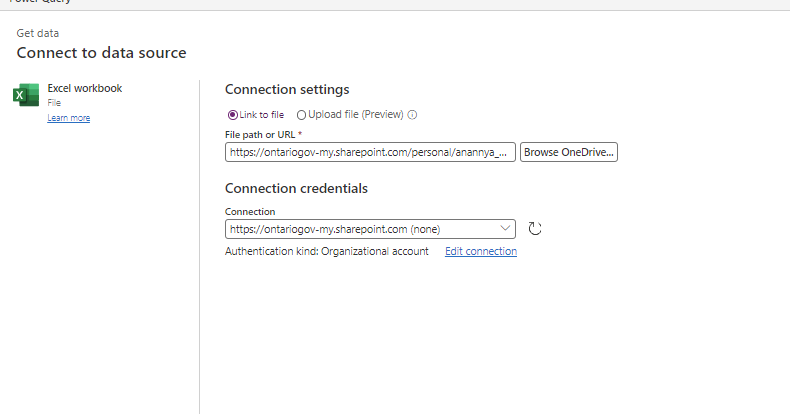 Power Query
Get data
Connect to data source
Excel workbook
File
Learn more
Connection settings
Link to file
Upload file (Preview)
File path or URL *
https://ontariogov-my.sharepoint.com/personal/anannya_...
Browse OneDrive...
Connection credentials
Connection
https://ontariogov-my.sharepoint.com (none)
Authentication kind: Organizational account Edit connection